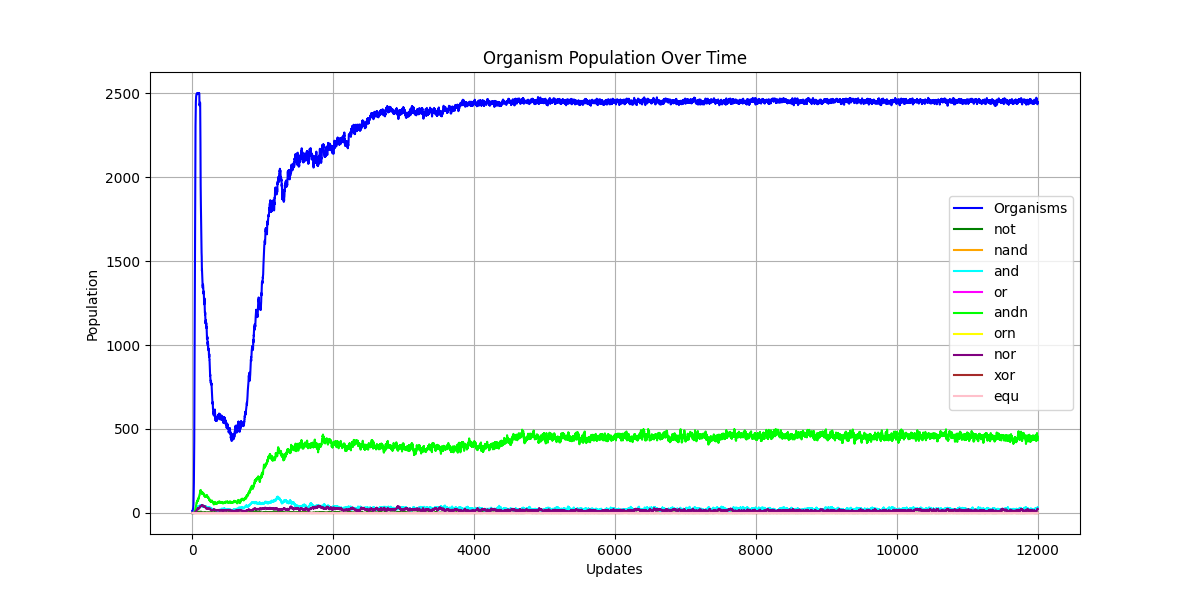 Organism Population Over Time
2500
2000
1500
1000
500
0
Population
Organisms
not
nand
and
or
andn
orn
nor
xor
equ
0 2000 4000 6000 8000 10000 12000
Updates